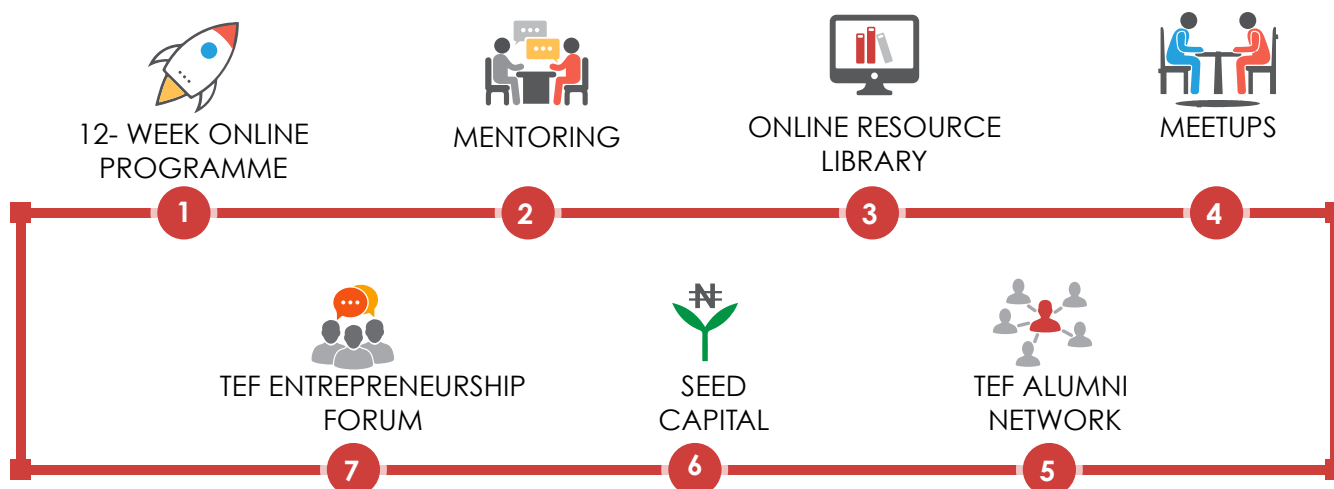 12- WEEK ONLINE
PROGRAMME
1
MENTORING
2
ONLINE RESOURCE
LIBRARY
3
MEETUPS
4
₦
TEF ENTREPRENEURSHIP
FORUM
7
SEED
CAPITAL
6
TEF ALUMNI
NETWORK
5